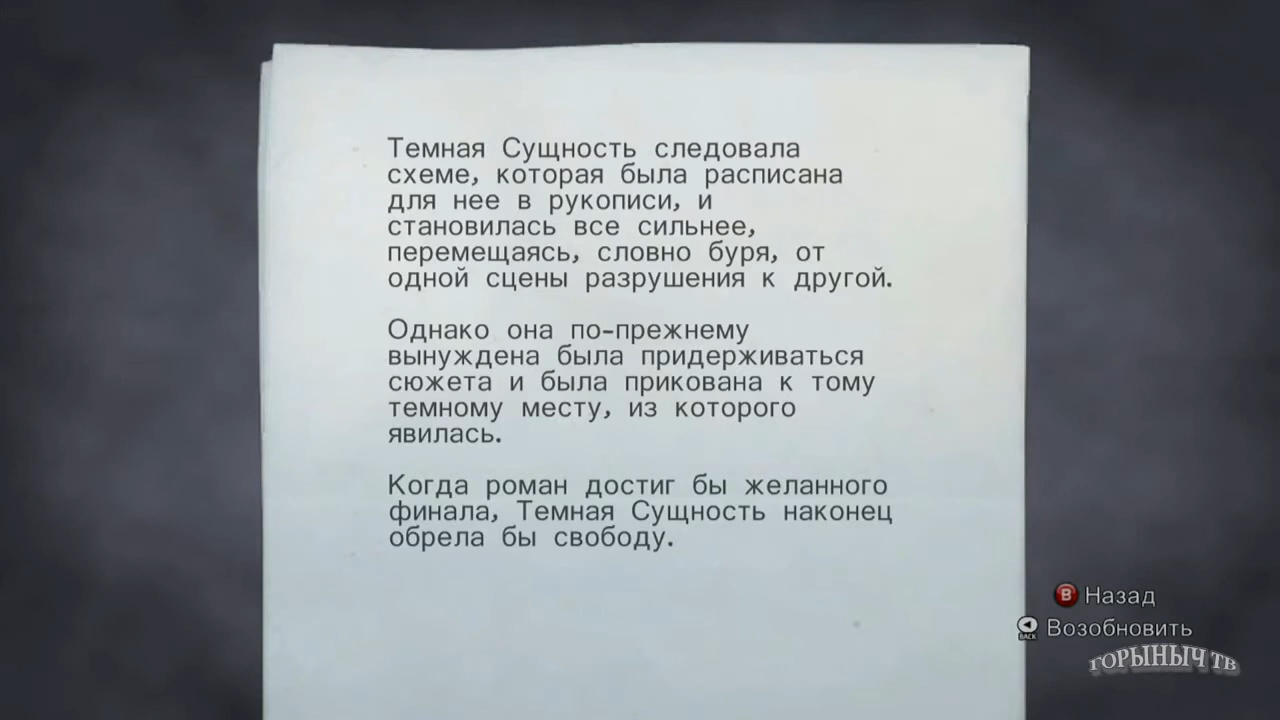 Темная Сущность следовала
схеме, которая была расписана
для нее в рукописи, и
становилась все сильнее,
перемещаясь, словно буря, от
одной сцены разрушения к другой.
Однако она по-прежнему
вынуждена была придерживаться
сюжета и была прикована к тому
темному месту, из которого
явилась.
Когда роман достиг бы желанного
финала, Темная Сущность наконец
обрела бы свободу.
B Назад
BACK Возобновить
ГОРЫНЫЧ ТВ